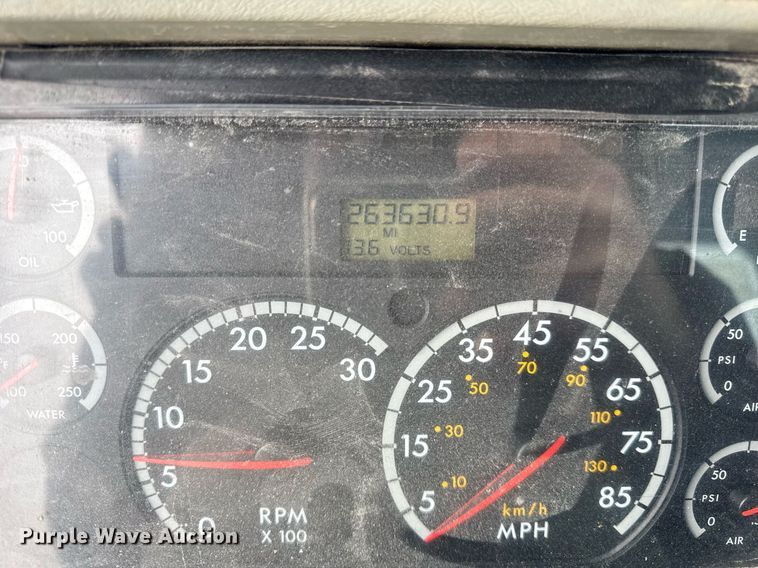 263630.9
MI
13.6 VOLTS
100
OIL
E
150 200
°F
100 250
WATER
0 5 10 15 20 25 30
RPM
X 100
5 15 25 35 45 55 65 75 85
10 30 50 70 90 110 130
km/h
MPH
50
PSI
0
AIR
50
PSI
0
AIR
Purple Wave Auction